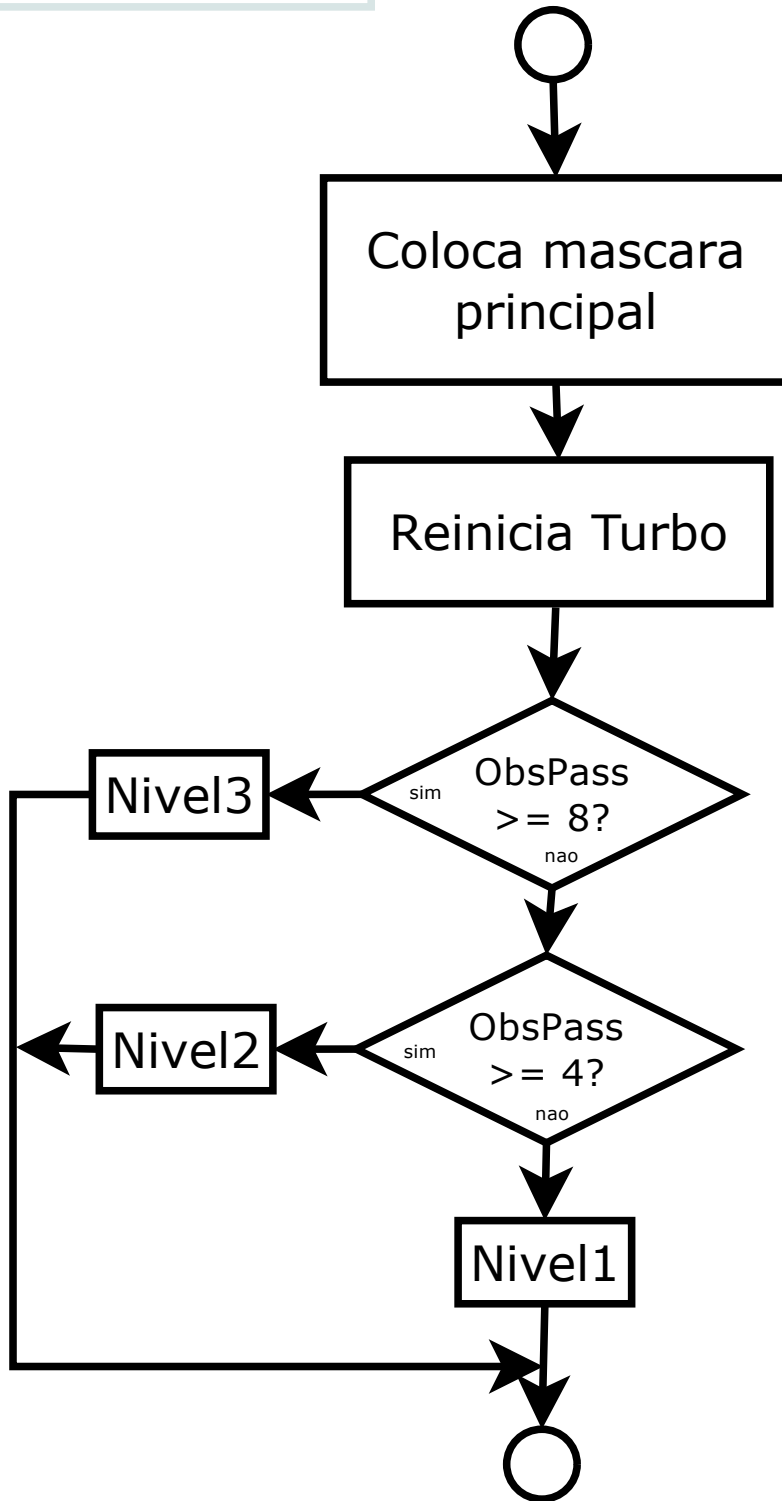 Coloca mascara
principal
Reinicia Turbo
Nivel3
sim
ObsPass
>= 8?
nao
Nivel2
sim
ObsPass
>= 4?
nao
Nivel1